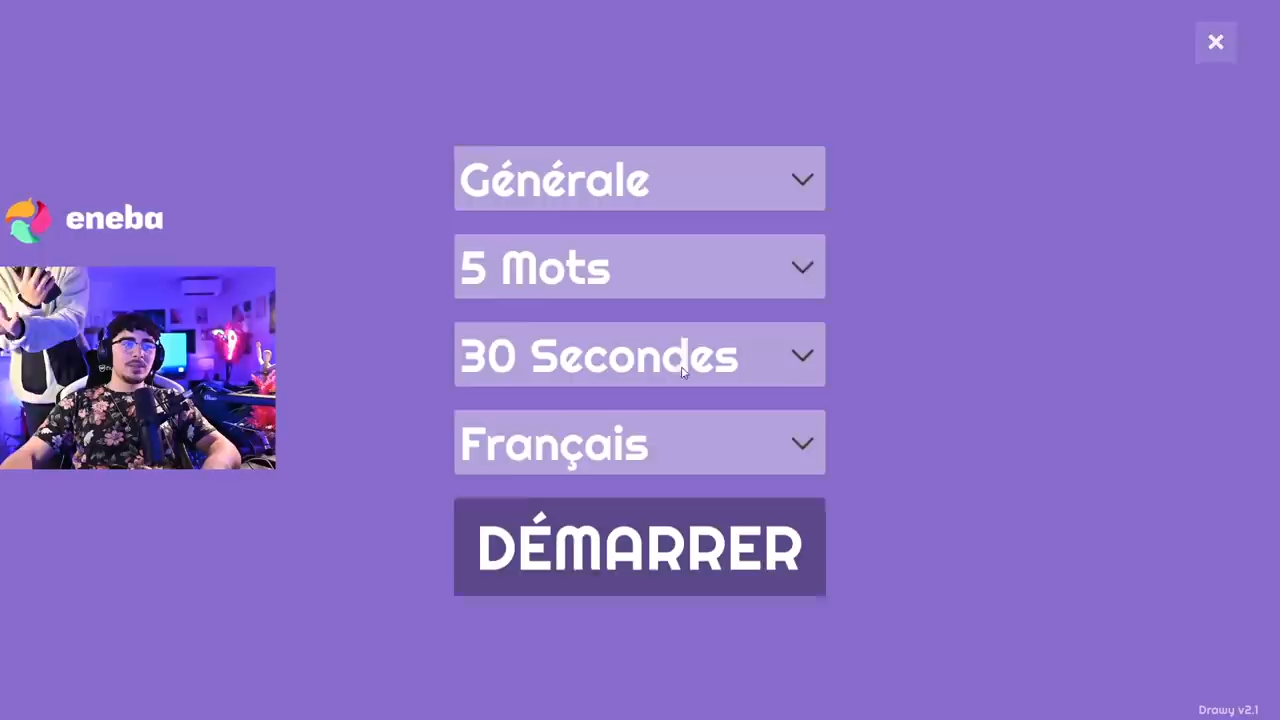 Générale
eneba
5 Mots
30 Secondes
Français
DÉMARRER
Drawy v2.1